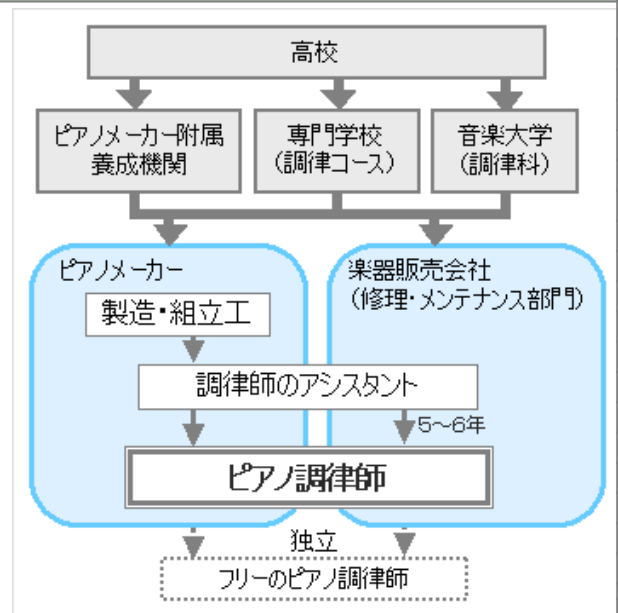 高校
ピアノメーカー附属
養成機関
専門学校
(調律コース)
音楽大学
(調律科)
ピアノメーカー
楽器販売会社
(修理・メンテナンス部門)
製造・組立工
調律師のアシスタント
5～6年
ピアノ調律師
独立
フリーのピアノ調律師